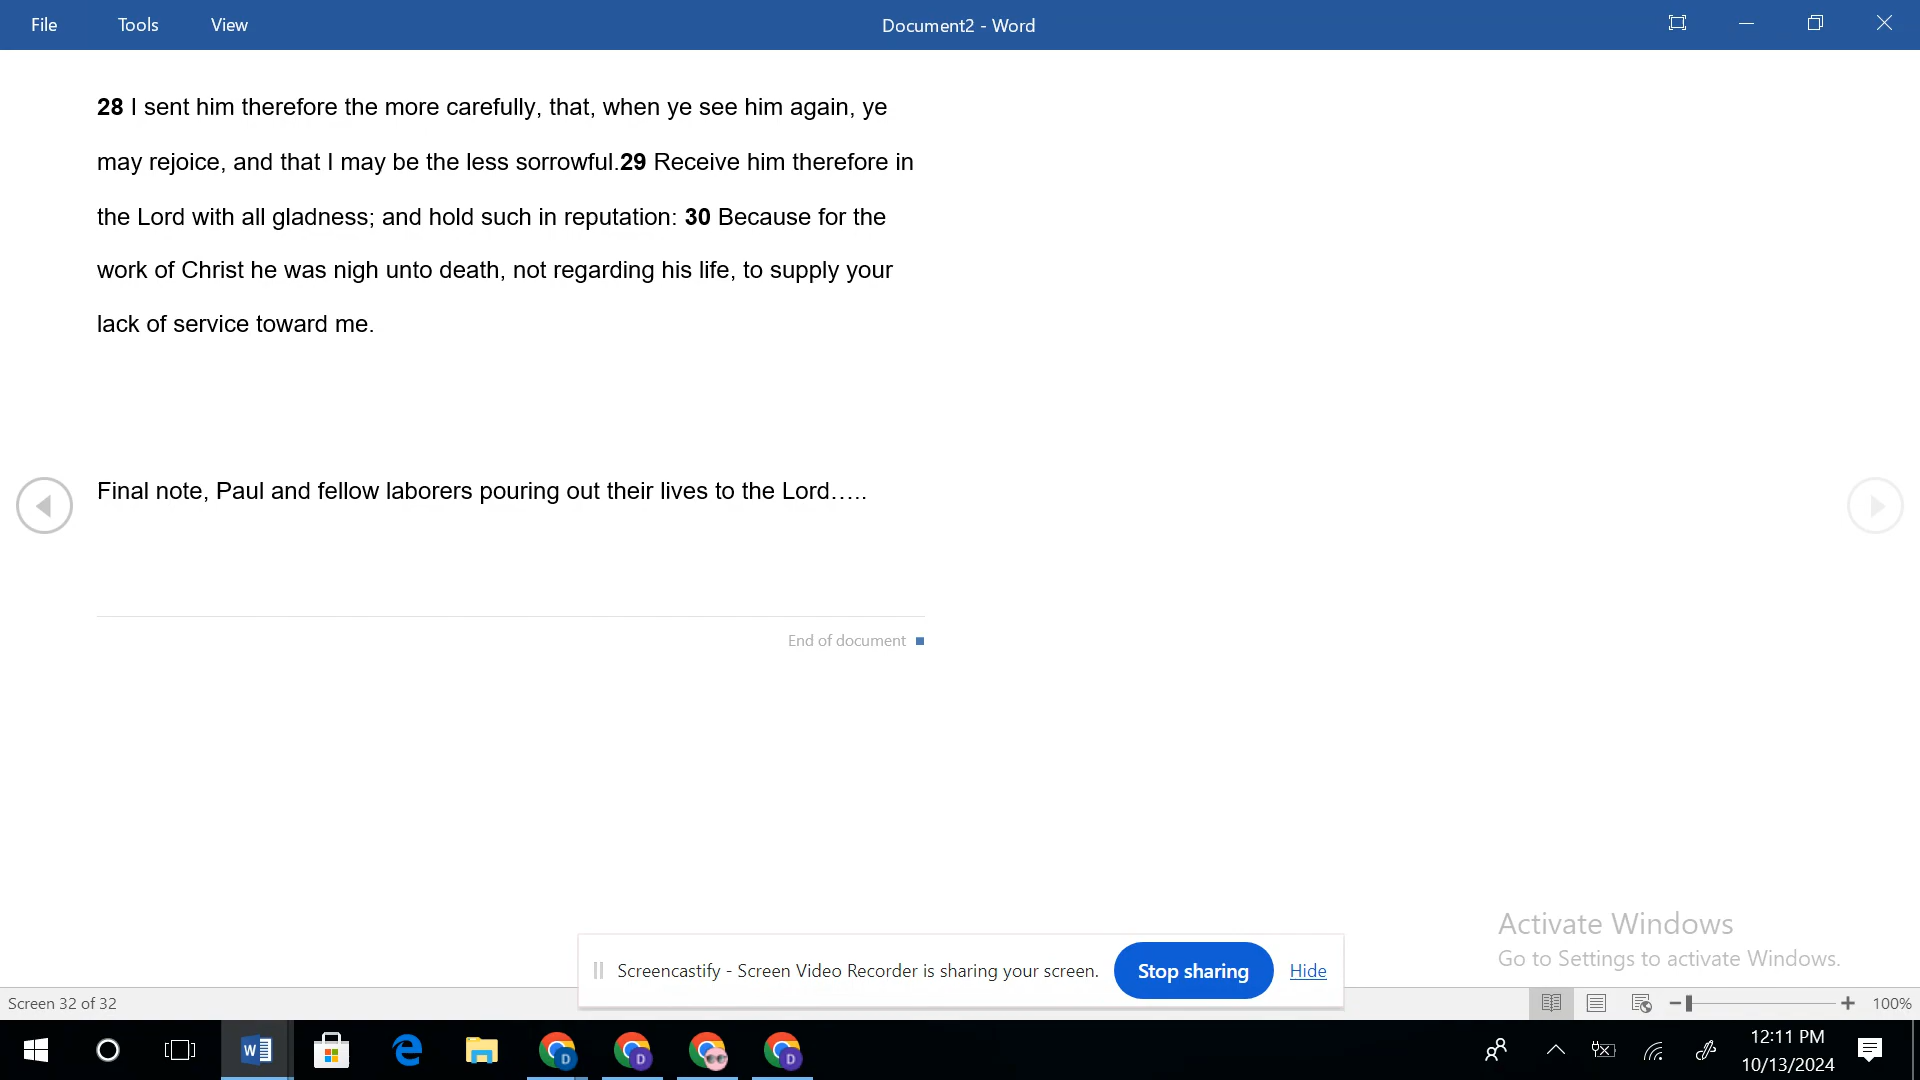 File Tools View Document2 - Word
28 I sent him therefore the more carefully, that, when ye see him again, ye
may rejoice, and that I may be the less sorrowful.29 Receive him therefore in
the Lord with all gladness; and hold such in reputation: 30 Because for the
work of Christ he was nigh unto death, not regarding his life, to supply your
lack of service toward me.
Final note, Paul and fellow laborers pouring out their lives to the Lord…..
End of document
Activate Windows
Go to Settings to activate Windows.
Screencastify - Screen Video Recorder is sharing your screen. Stop sharing Hide
Screen 32 of 32 100%
W D D D
12:11 PM
10/13/2024